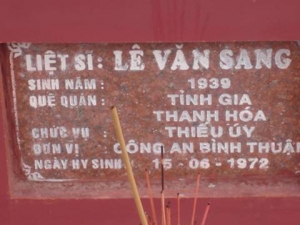 LIỆT SĨ: LÊ VĂN SANG
SINH NĂM: 1939
QUÊ QUÁN: TỈNH GIA
THANH HÓA
CHỨC VỤ: THIẾU ÚY
ĐƠN VỊ: CÔNG AN BÌNH THUẬN
NGÀY HY SINH: 15-06-1972